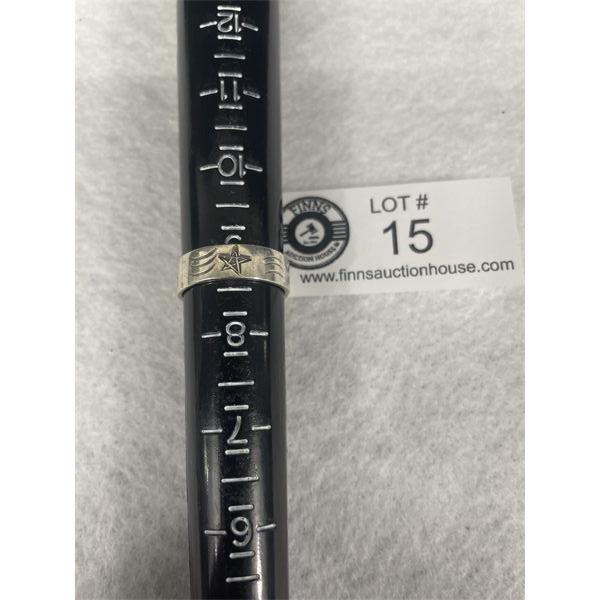 12
11
10
9
8
7
6
FINNS
AUCTION HOUSE
LOT #
15
www.finnsauctionhouse.com